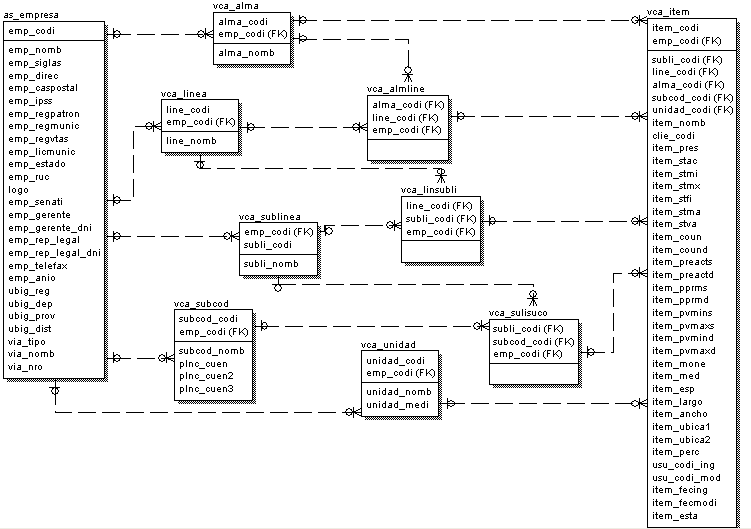 as_empresa
emp_codi
emp_nomb
emp_siglas
emp_direc
emp_caspostal
emp_ipss
emp_regpatron
emp_regmunic
emp_regvtas
emp_licmunic
emp_estado
emp_ruc
logo
emp_senati
emp_gerente
emp_gerente_dni
emp_rep_legal
emp_rep_legal_dni
emp_telefax
emp_anio
ubig_reg
ubig_dep
ubig_prov
ubig_dist
via_tipo
via_nomb
via_nro
vca_alma
alma_codi
emp_codi (FK)
alma_nomb
vca_linea
line_codi
emp_codi (FK)
line_nomb
vca_almline
alma_codi (FK)
line_codi (FK)
emp_codi (FK)
vca_linsubli
line_codi (FK)
subli_codi (FK)
emp_codi (FK)
vca_sublinea
emp_codi (FK)
subli_codi
subli_nomb
vca_subcod
subcod_codi
emp_codi (FK)
subcod_nomb
plnc_cuen
plnc_cuen2
plnc_cuen3
vca_sulisuco
subli_codi (FK)
subcod_codi (FK)
emp_codi (FK)
vca_unidad
unidad_codi
emp_codi (FK)
unidad_nomb
unidad_medi
vca_item
item_codi
emp_codi (FK)
subli_codi (FK)
line_codi (FK)
alma_codi (FK)
subcod_codi (FK)
unidad_codi (FK)
item_nomb
clie_codi
item_pres
item_stac
item_stmi
item_stmx
item_stfi
item_stma
item_stva
item_coun
item_cound
item_preacts
item_preactd
item_pprms
item_pprmd
item_pvmins
item_pvmaxs
item_pvmind
item_pvmaxd
item_mone
item_med
item_esp
item_largo
item_ancho
item_ubica1
item_ubica2
item_perc
usu_codi_ing
usu_codi_mod
item_fecing
item_fecmodi
item_esta